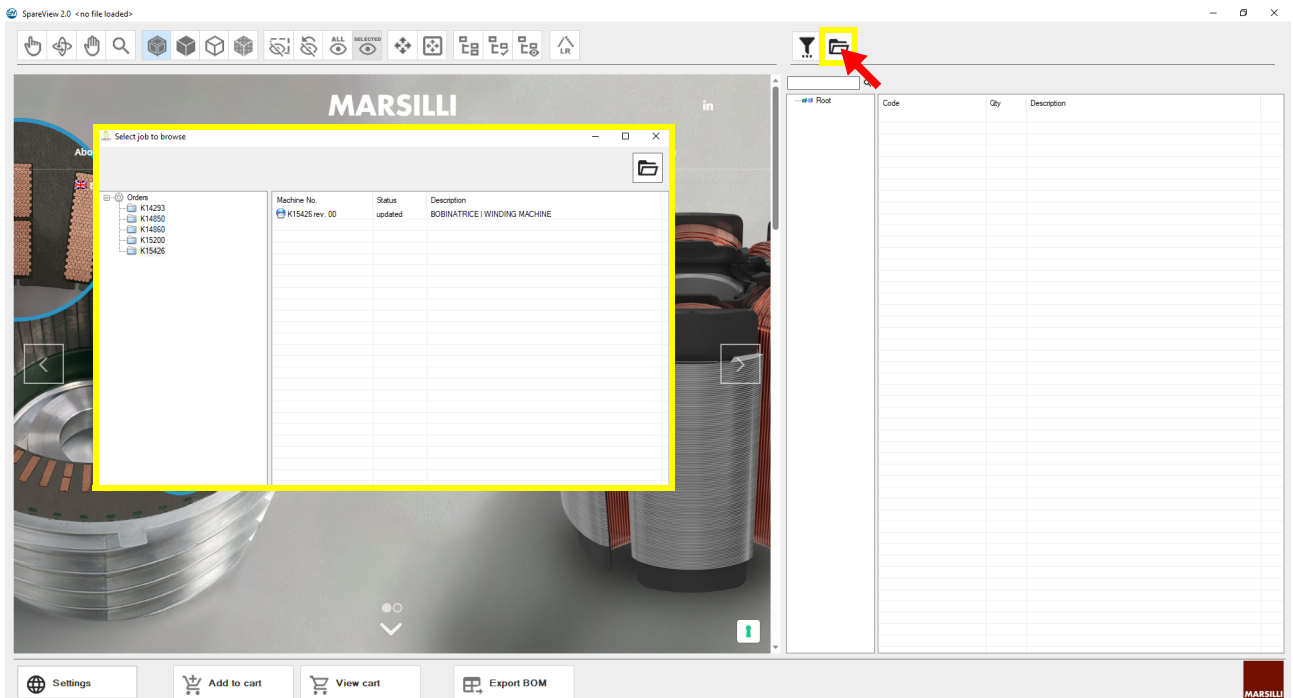 SpareView 2.0 <no file loaded>
ALL
SELECTED
LR
MARSILLI
in
Abo
Select job to browse
Orders
K14293
K14850
K14860
K15200
K15426
Machine No. Status Description
K15426 rev. 00 updated BOBINATRICE | WINDING MACHINE
Root
Code Qty Description
Settings
Add to cart
View cart
Export BOM
MARSILLI